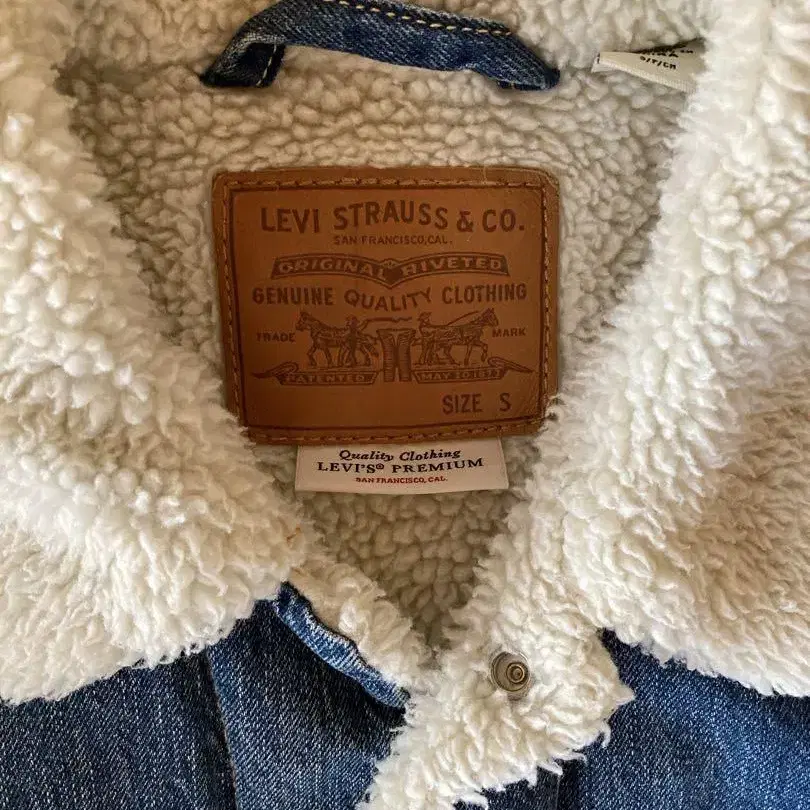 S/P/CH
LEVI STRAUSS & CO.
SAN FRANCISCO, CAL.
ORIGINAL RIVETED
GENUINE QUALITY CLOTHING
TRADE MARK
PATENTED MAY 20 1873
SIZE S
Quality Clothing
LEVI'S® PREMIUM
SAN FRANCISCO, CAL.